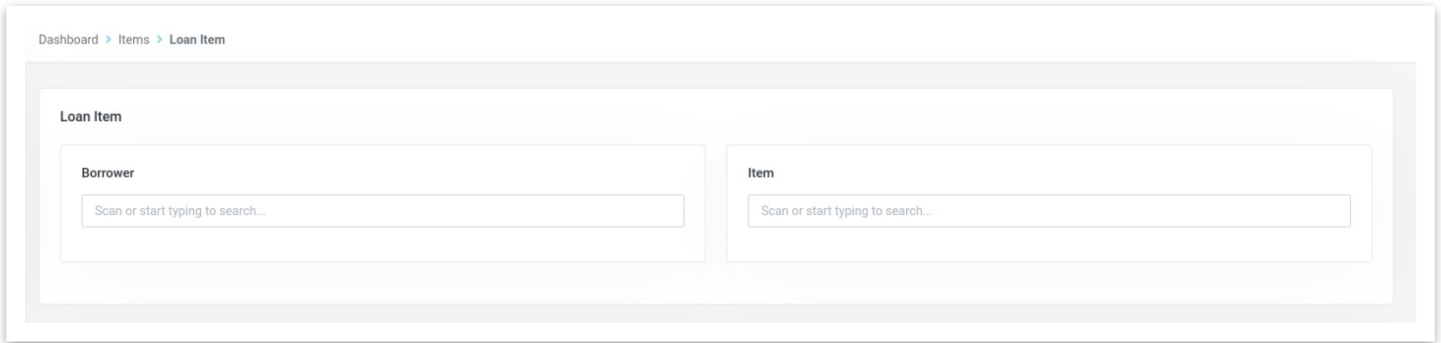 Dashboard > Items > Loan Item
Loan Item
Borrower
Scan or start typing to search...
Item
Scan or start typing to search...